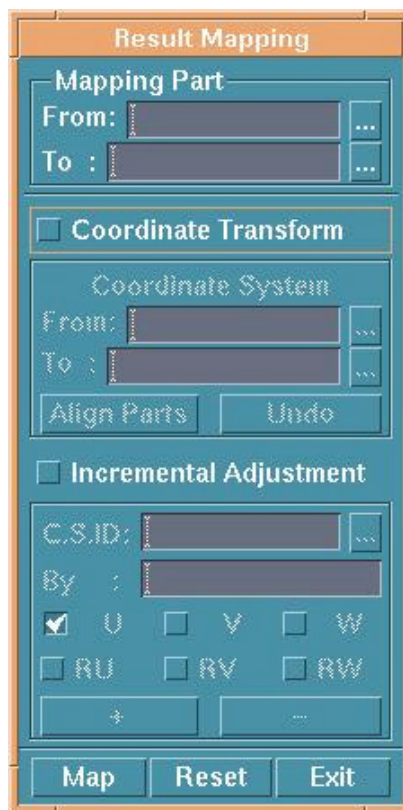 Result Mapping
Mapping Part
From: ...
To : ...
Coordinate Transform
Coordinate System
From: ...
To : ...
Align Parts Undo
Incremental Adjustment
C.S.ID: ...
By :
U V W
RU RV RW
+ -
Map Reset Exit